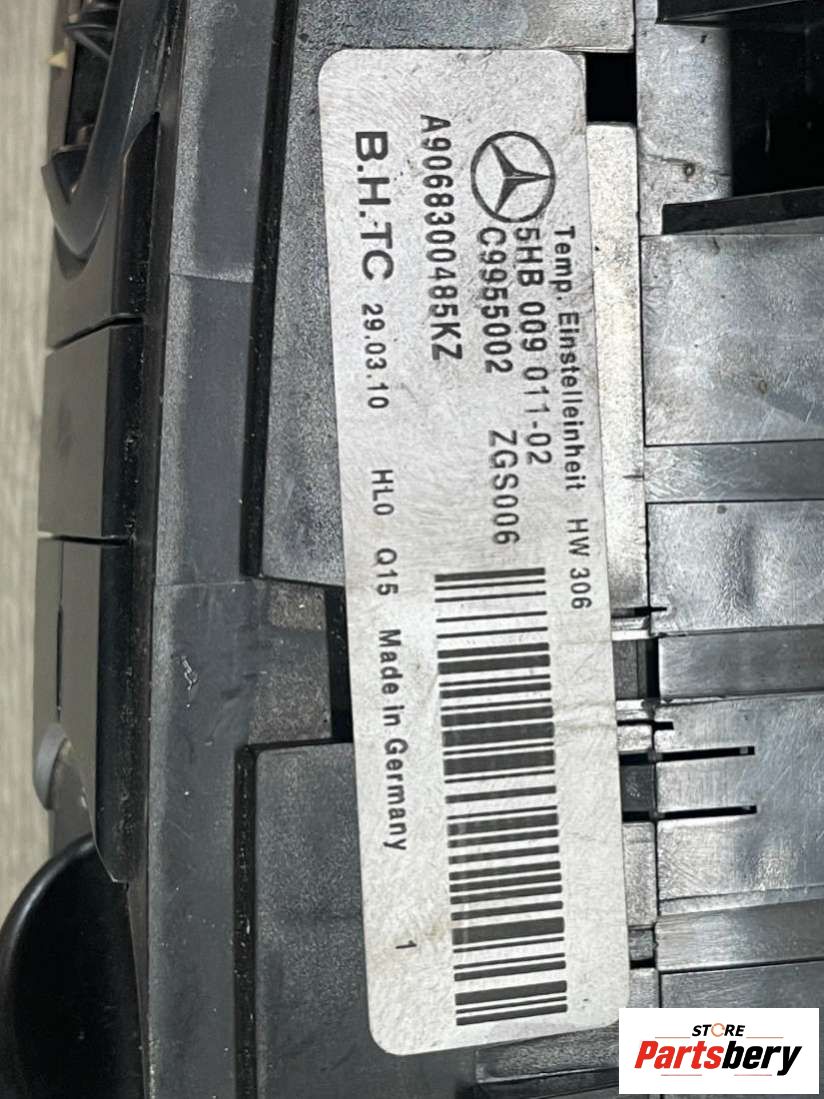 Temp. Einstelleinheit HW 306
5HB 009 011-02
C9955002 ZGS006
A9068300485KZ
B.H.-TC 29.03.10 HL0 Q15 Made in Germany 1
STORE
Partsbery